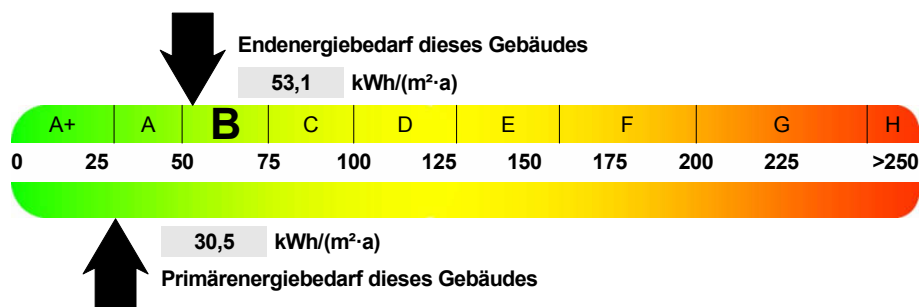 Endenergiebedarf dieses Gebäudes
53,1 kWh/(m²·a)
A+ A B C D E F G H
0 25 50 75 100 125 150 175 200 225 >250
30,5 kWh/(m²·a)
Primärenergiebedarf dieses Gebäudes